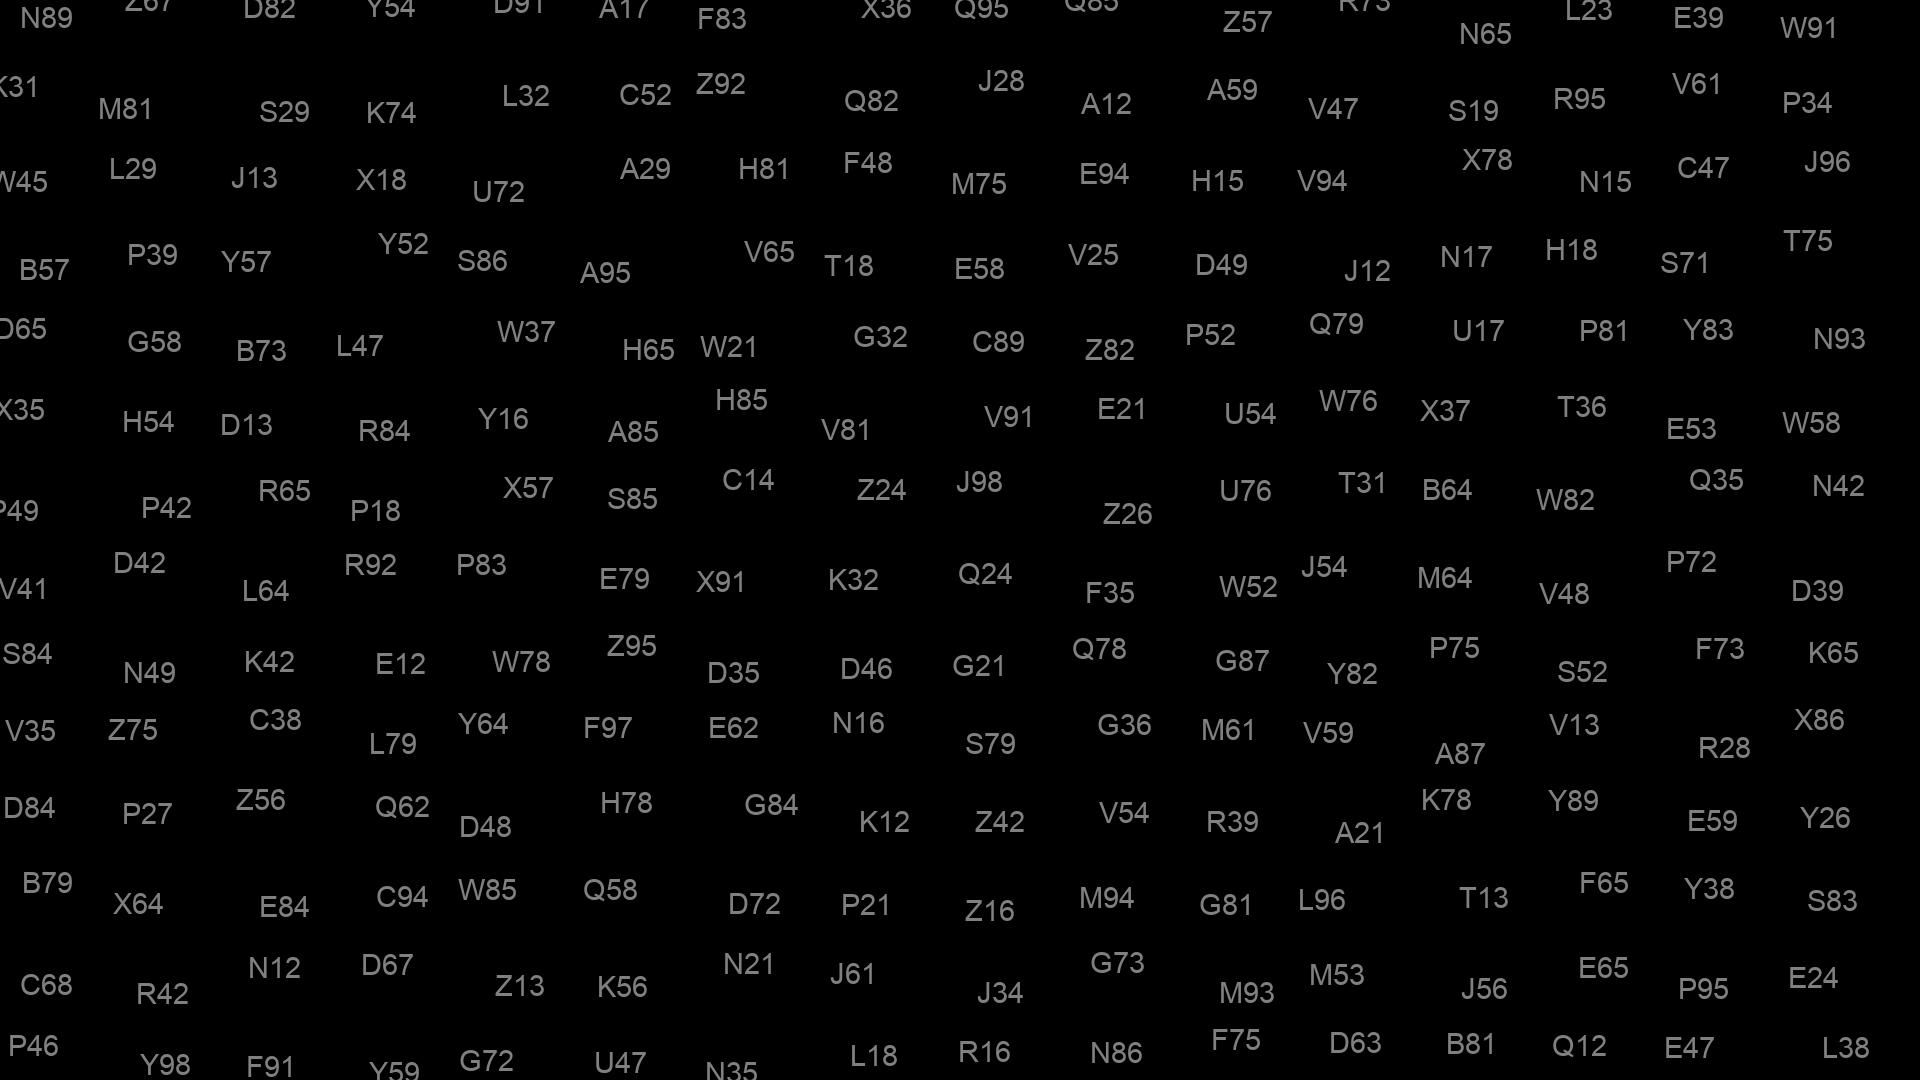 N89 Z67 D82 Y54 D91 A17 F83 X36 Q95 Q85 Z57 R73 N65 L23 E39 W91
K31 M81 S29 K74 L32 C52 Z92 Q82 J28 A12 A59 V47 S19 R95 V61 P34
W45 L29 J13 X18 U72 A29 H81 F48 M75 E94 H15 V94 X78 N15 C47 J96
B57 P39 Y57 Y52 S86 A95 V65 T18 E58 V25 D49 J12 N17 H18 S71 T75
D65 G58 B73 L47 W37 H65 W21 G32 C89 Z82 P52 Q79 U17 P81 Y83 N93
X35 H54 D13 R84 Y16 A85 H85 V81 V91 E21 U54 W76 X37 T36 E53 W58
P49 P42 R65 P18 X57 S85 C14 Z24 J98 Z26 U76 T31 B64 W82 Q35 N42
V41 D42 L64 R92 P83 E79 X91 K32 Q24 F35 W52 J54 M64 V48 P72 D39
S84 N49 K42 E12 W78 Z95 D35 D46 G21 Q78 G87 Y82 P75 S52 F73 K65
V35 Z75 C38 L79 Y64 F97 E62 N16 S79 G36 M61 V59 A87 V13 R28 X86
D84 P27 Z56 Q62 D48 H78 G84 K12 Z42 V54 R39 A21 K78 Y89 E59 Y26
B79 X64 E84 C94 W85 Q58 D72 P21 Z16 M94 G81 L96 T13 F65 Y38 S83
C68 R42 N12 D67 Z13 K56 N21 J61 J34 G73 M93 M53 J56 E65 P95 E24
P46 Y98 F91 Y59 G72 U47 N35 L18 R16 N86 F75 D63 B81 Q12 E47 L38